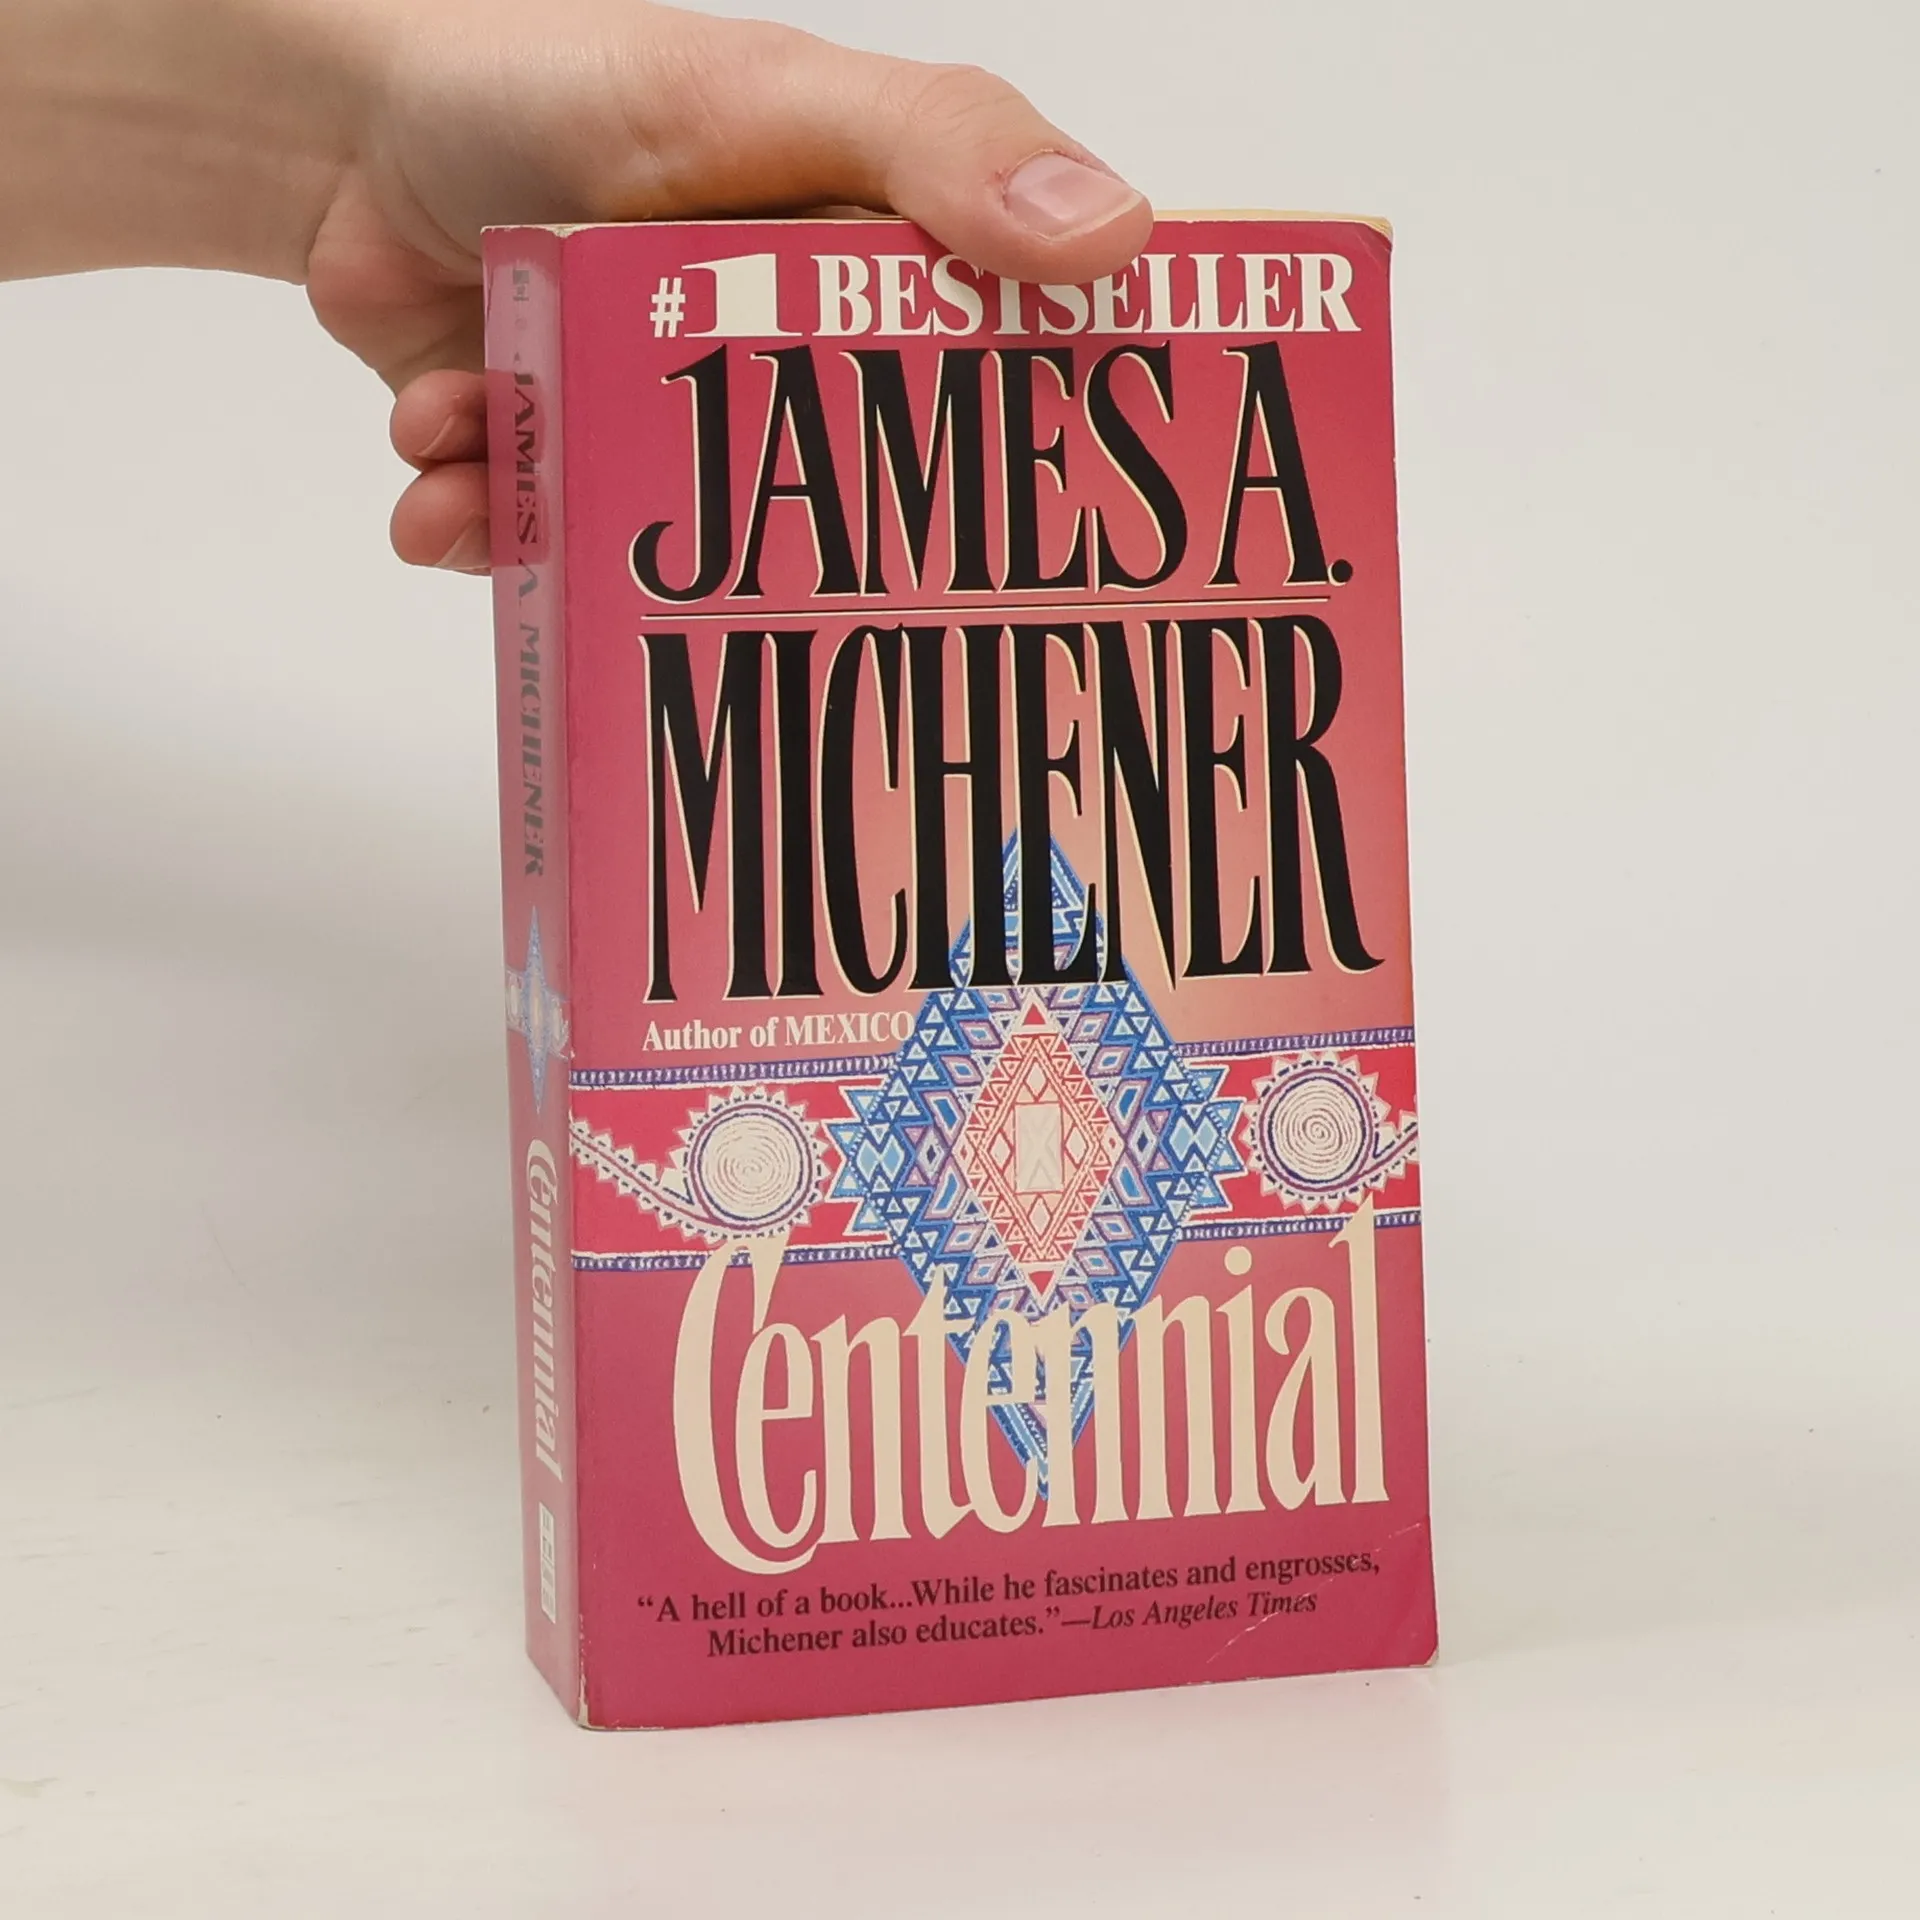 #1 BESTSELLER
JAMES A.
MICHENER
Author of MEXICO
Centennial
“A hell of a book...While he fascinates and engrosses,
Michener also educates.”—Los Angeles Times
JAMES A. MICHENER Centennial